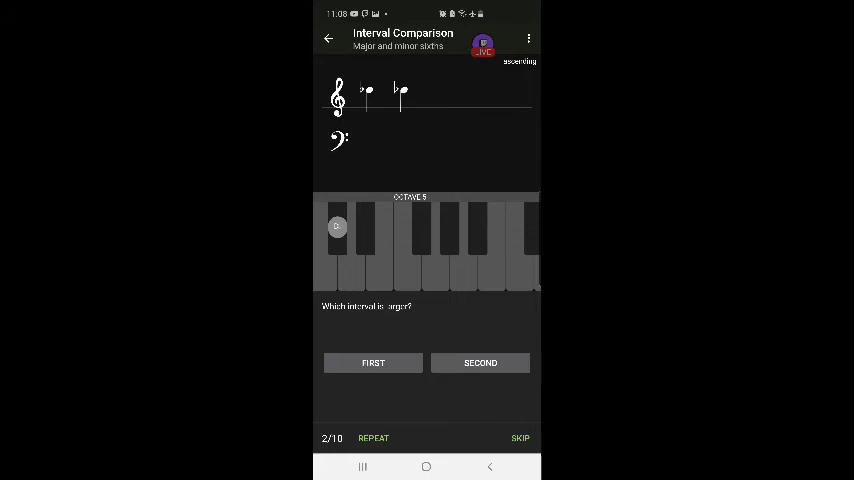 11:08
Interval Comparison
Major and minor sixths
LIVE
ascending
OCTAVE 5
Which interval is larger?
FIRST
SECOND
2/10
REPEAT
SKIP